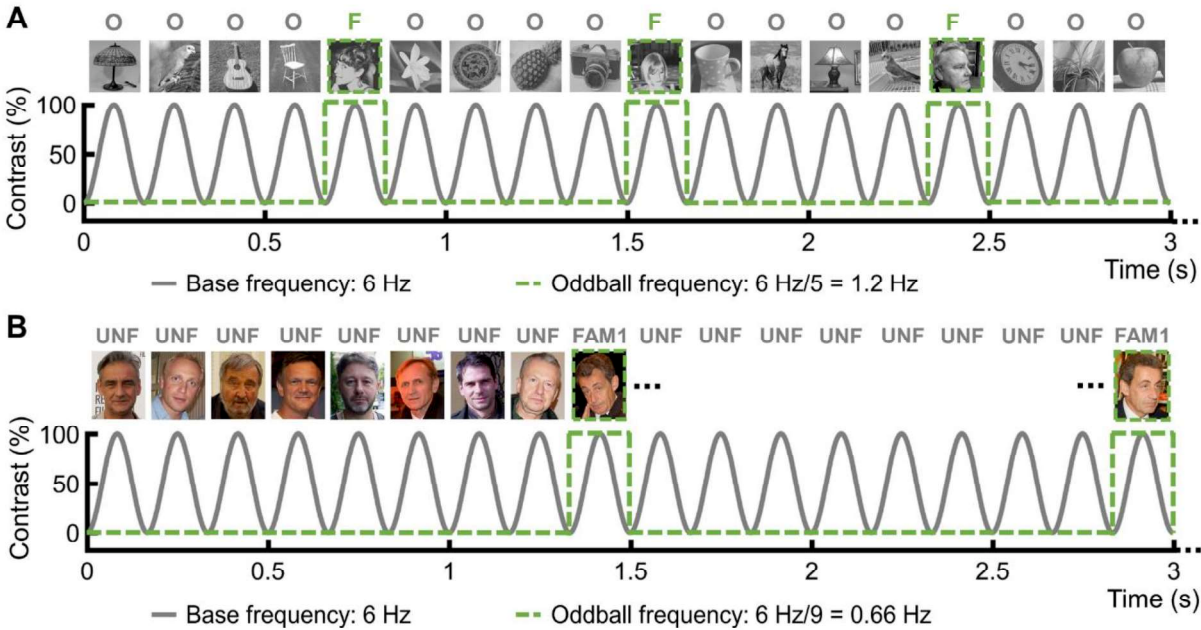 A
O O O O F O O O O F O O O O F O O O
Contrast (%)
100
50
0
0 0.5 1 1.5 2 2.5 3
Time (s)
Base frequency: 6 Hz Oddball frequency: 6 Hz/5 = 1.2 Hz
B
UNF UNF UNF UNF UNF UNF UNF UNF FAM1 UNF UNF UNF UNF UNF UNF UNF UNF FAM1
... ...
Contrast (%)
100
50
0
0 0.5 1 1.5 2 2.5 3
Time (s)
Base frequency: 6 Hz Oddball frequency: 6 Hz/9 = 0.66 Hz